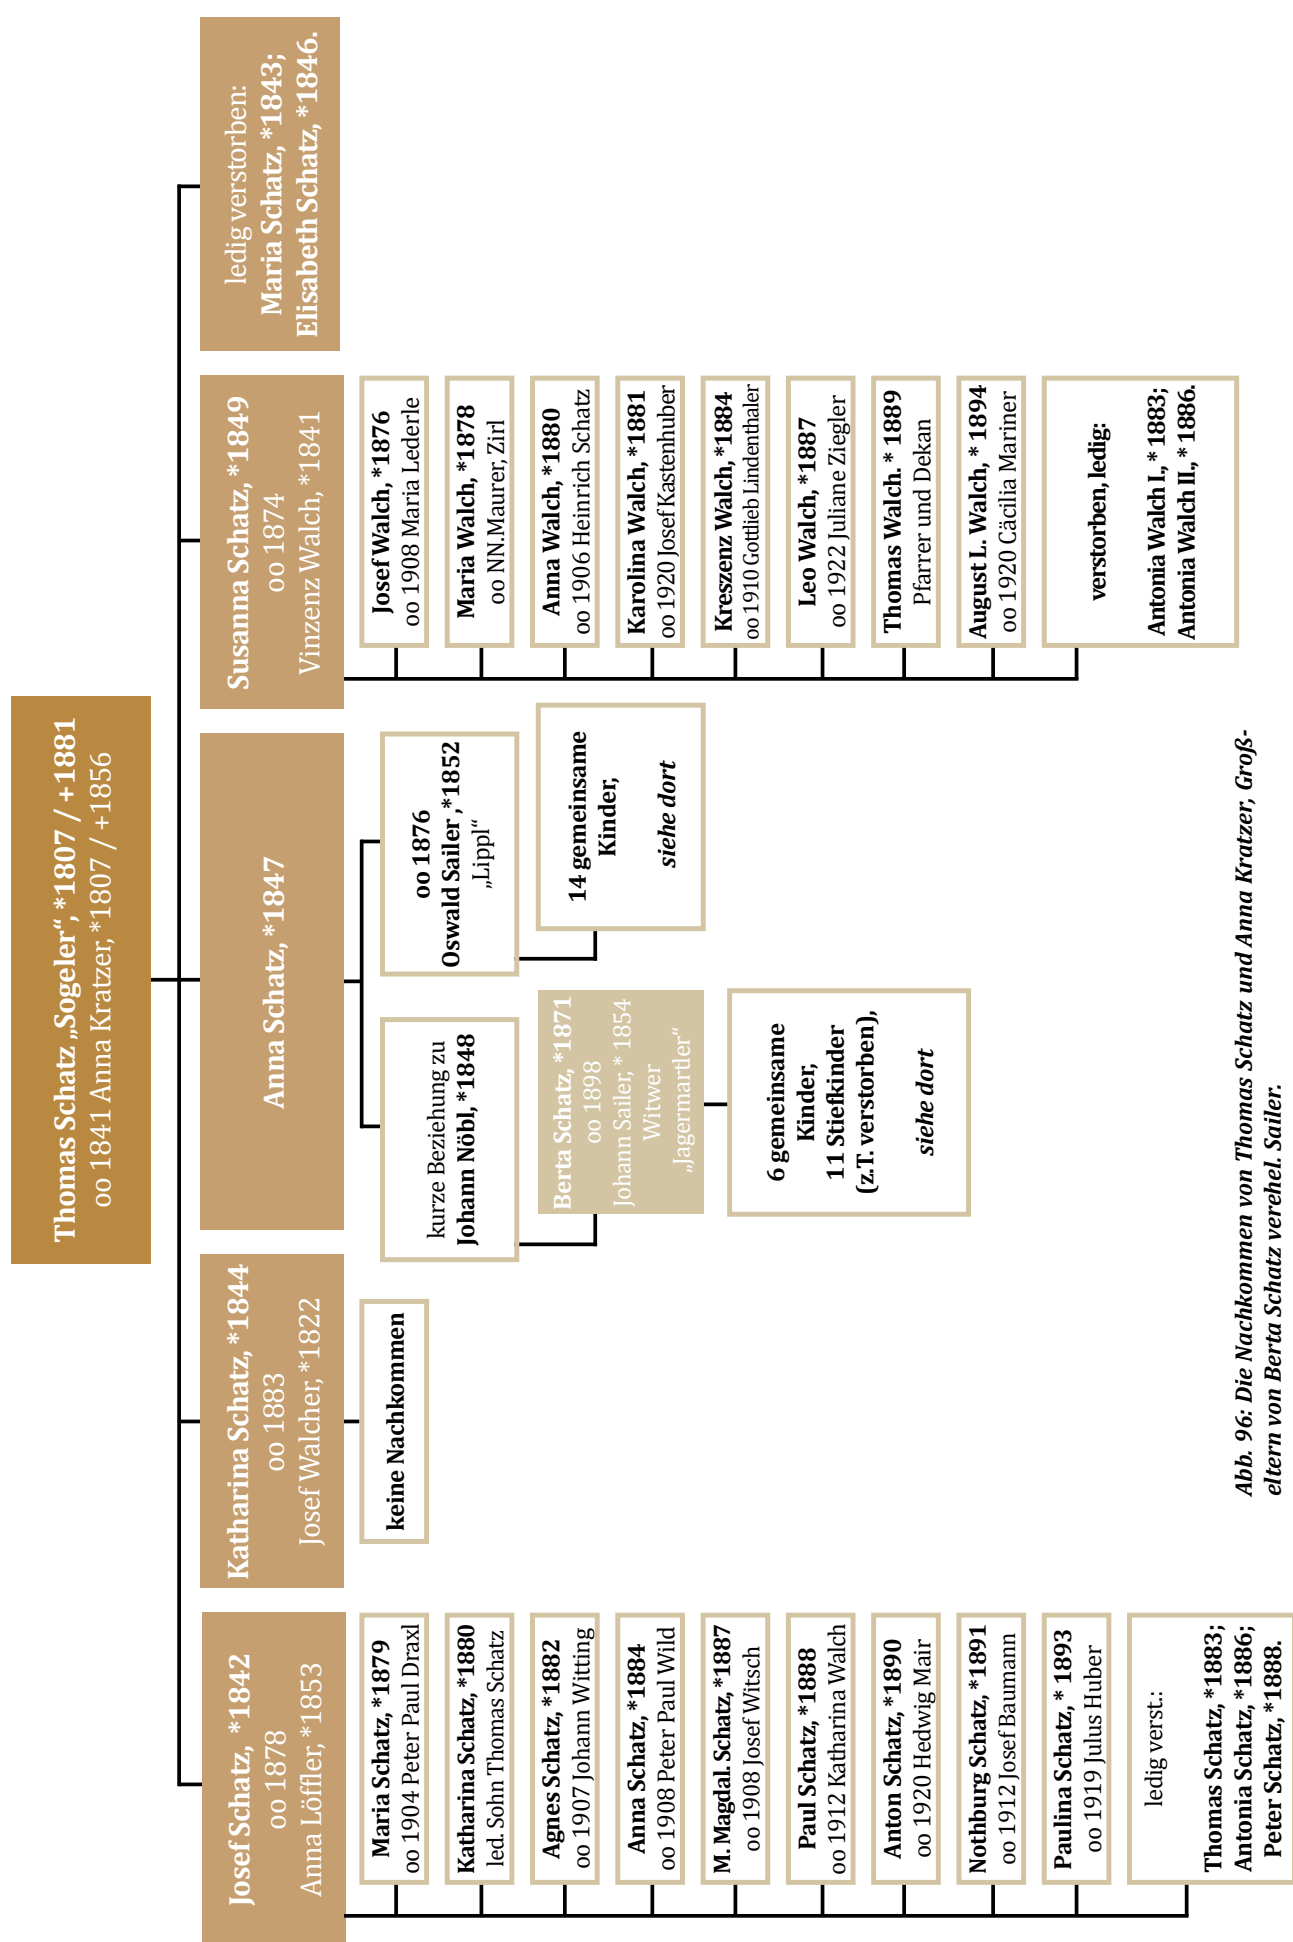 Thomas Schatz „Sogeler“, *1807 / +1881
oo 1841 Anna Kratzer, *1807 / +1856
Josef Schatz, *1842
oo 1878
Anna Löffler, *1853
Maria Schatz, *1879
oo 1904 Peter Paul Draxl
Katharina Schatz, *1880
led. Sohn Thomas Schatz
Agnes Schatz, *1882
oo 1907 Johann Witting
Anna Schatz, *1884
oo 1908 Peter Paul Wild
M. Magdal. Schatz, *1887
oo 1908 Josef Witsch
Paul Schatz, *1888
oo 1912 Katharina Walch
Anton Schatz, *1890
oo 1920 Hedwig Mair
Nothburg Schatz, *1891
oo 1912 Josef Baumann
Paulina Schatz, * 1893
oo 1919 Julus Huber
ledig verst.:
Thomas Schatz, *1883;
Antonia Schatz, *1886;
Peter Schatz, *1888.
Katharina Schatz, *1844
oo 1883
Josef Walcher, *1822
keine Nachkommen
Anna Schatz, *1847
kurze Beziehung zu
Johann Nöbl, *1848
Berta Schatz, *1871
oo 1898
Johann Sailer, * 1854
Witwer
„Jagermartler“
6 gemeinsame
Kinder,
11 Stiefkinder
(z.T. verstorben),
siehe dort
oo 1876
Oswald Sailer ,*1852
„Lippl“
14 gemeinsame
Kinder,
siehe dort
Susanna Schatz, *1849
oo 1874
Vinzenz Walch, *1841
Josef Walch, *1876
oo 1908 Maria Lederle
Maria Walch, *1878
oo NN.Maurer, Zirl
Anna Walch, *1880
oo 1906 Heinrich Schatz
Karolina Walch, *1881
oo 1920 Josef Kastenhuber
Kreszenz Walch, *1884
oo 1910 Gottlieb Lindenthaler
Leo Walch, *1887
oo 1922 Juliane Ziegler
Thomas Walch. * 1889
Pfarrer und Dekan
August L. Walch, * 1894
oo 1920 Cäcilia Mariner
verstorben, ledig:
Antonia Walch I., * 1883;
Antonia Walch II., * 1886.
ledig verstorben:
Maria Schatz, *1843;
Elisabeth Schatz, *1846.
Abb. 96: Die Nachkommen von Thomas Schatz und Anna Kratzer, Groß-
eltern von Berta Schatz verehel. Sailer.